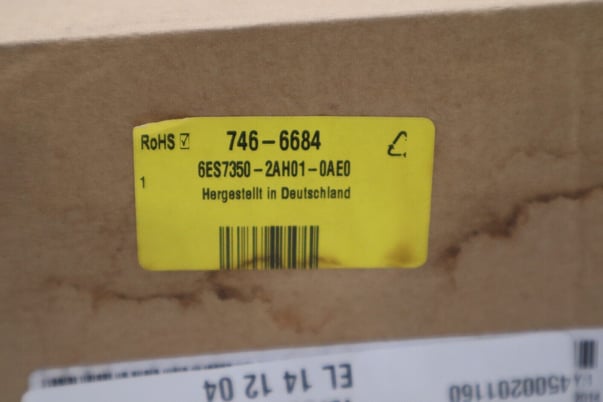 RoHS ☑ 746-6684
6ES7350-2AH01-0AE0
1
Hergestellt in Deutschland
EL 14 12 04
4500201160